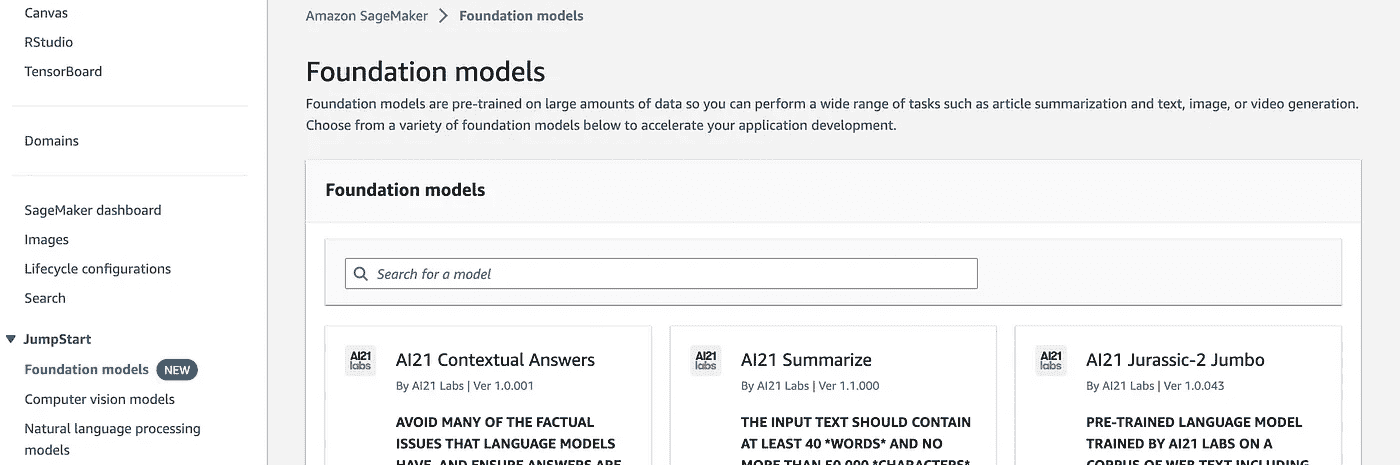 Canvas
RStudio
TensorBoard
Domains
SageMaker dashboard
Images
Lifecycle configurations
Search
JumpStart
Foundation models NEW
Computer vision models
Natural language processing
models
Amazon SageMaker > Foundation models
Foundation models
Foundation models are pre-trained on large amounts of data so you can perform a wide range of tasks such as article summarization and text, image, or video generation.
Choose from a variety of foundation models below to accelerate your application development.
Foundation models
Search for a model
AI21
labs
AI21 Contextual Answers
By AI21 Labs | Ver 1.0.001
AVOID MANY OF THE FACTUAL
ISSUES THAT LANGUAGE MODELS
HAVE, AND ENSURE ANSWERS ARE
AI21
labs
AI21 Summarize
By AI21 Labs | Ver 1.1.000
THE INPUT TEXT SHOULD CONTAIN
AT LEAST 40 *WORDS* AND NO
MORE THAN 50,000 *CHARACTERS*
AI21
labs
AI21 Jurassic-2 Jumbo
By AI21 Labs | Ver 1.0.043
PRE-TRAINED LANGUAGE MODEL
TRAINED BY AI21 LABS ON A
CORPUS OF WEB TEXT INCLUDING